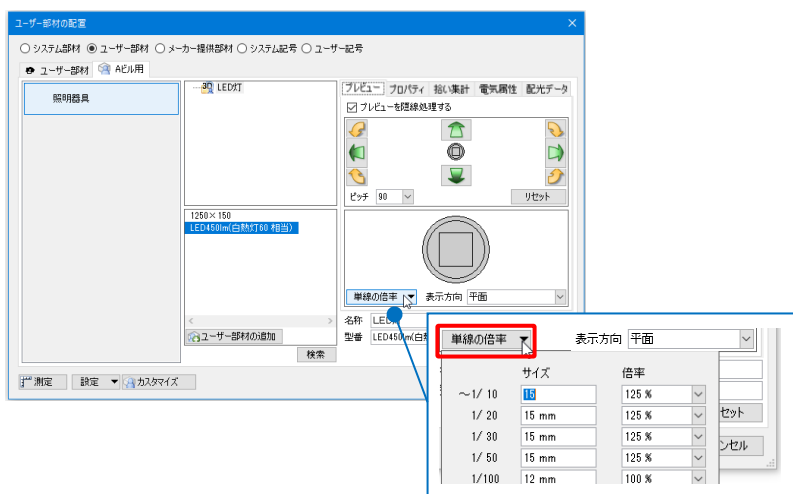 ユーザー部材の配置
システム部材 ユーザー部材 メーカー提供部材 システム記号 ユーザー記号
ユーザー部材 Aビル用
照明器具
3D LED灯
プレビュー プロパティ 拾い集計 電気属性 配光データ
プレビューを隠線処理する
ピッチ 90 リセット
1250×150
LED450lm(白熱灯60 相当)
単線の倍率 表示方向 平面
名称 LED
型番 LED450lm(白
ユーザー部材の追加
検索
測定 設定 カスタマイズ
単線の倍率 表示方向 平面
サイズ 倍率
～1/ 10 15 125 %
1/ 20 15 mm 125 %
セット
1/ 30 15 mm 125 %
1/ 50 15 mm 125 %
ンセル
1/100 12 mm 100 %